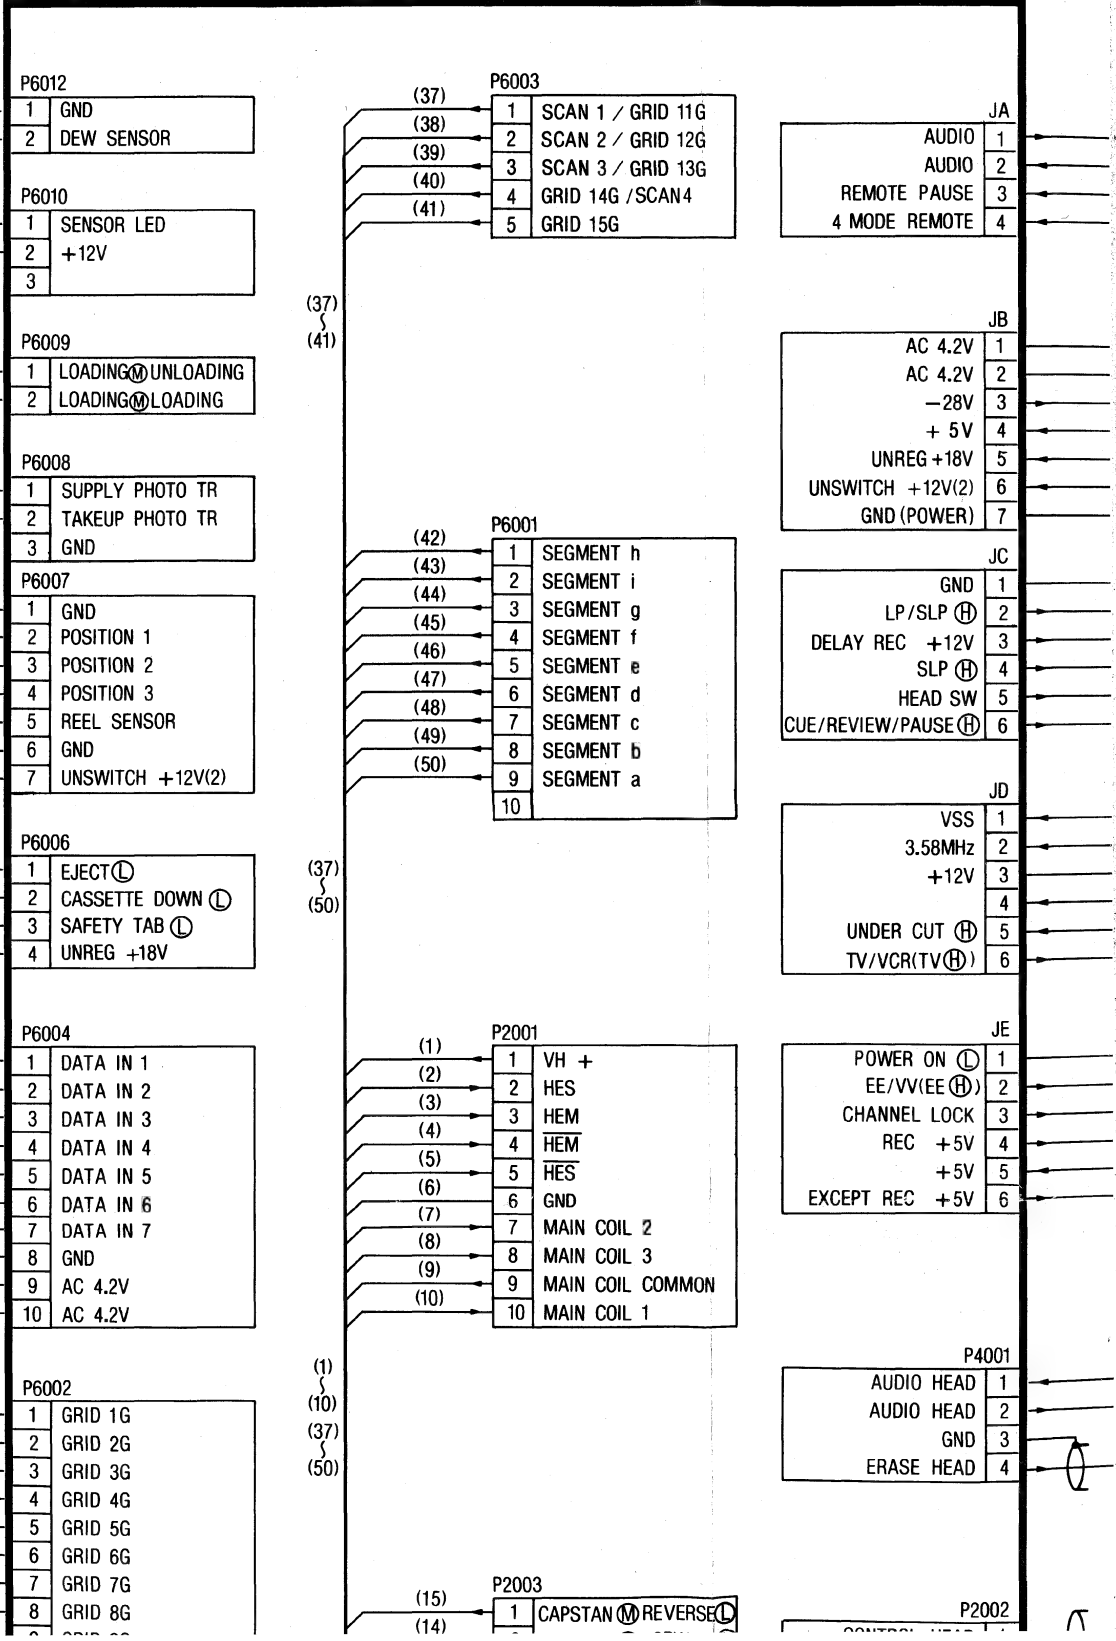 P6012
1 GND
2 DEW SENSOR
P6010
1 SENSOR LED
2 +12V
3
P6009
1 LOADINGⓂUNLOADING
2 LOADINGⓂLOADING
P6008
1 SUPPLY PHOTO TR
2 TAKEUP PHOTO TR
3 GND
P6007
1 GND
2 POSITION 1
3 POSITION 2
4 POSITION 3
5 REEL SENSOR
6 GND
7 UNSWITCH +12V(2)
P6006
1 EJECTⓁ
2 CASSETTE DOWN Ⓛ
3 SAFETY TAB Ⓛ
4 UNREG +18V
P6004
1 DATA IN 1
2 DATA IN 2
3 DATA IN 3
4 DATA IN 4
5 DATA IN 5
6 DATA IN 6
7 DATA IN 7
8 GND
9 AC 4.2V
10 AC 4.2V
P6002
1 GRID 1G
2 GRID 2G
3 GRID 3G
4 GRID 4G
5 GRID 5G
6 GRID 6G
7 GRID 7G
8 GRID 8G
P6003
(37) 1 SCAN 1 / GRID 11G
(38) 2 SCAN 2 / GRID 12G
(39) 3 SCAN 3 / GRID 13G
(40) 4 GRID 14G / SCAN4
(41) 5 GRID 15G
(37)
(41)
P6001
(42) 1 SEGMENT h
(43) 2 SEGMENT i
(44) 3 SEGMENT g
(45) 4 SEGMENT f
(46) 5 SEGMENT e
(47) 6 SEGMENT d
(48) 7 SEGMENT c
(49) 8 SEGMENT b
(50) 9 SEGMENT a
10
(37)
(50)
P2001
(1) 1 VH +
(2) 2 HES
(3) 3 HEM
(4) 4 H̅E̅M̅
(5) 5 H̅E̅S̅
(6) 6 GND
(7) 7 MAIN COIL 2
(8) 8 MAIN COIL 3
(9) 9 MAIN COIL COMMON
(10) 10 MAIN COIL 1
(1)
(10)
(37)
(50)
P2003
(15) 1 CAPSTAN Ⓜ REVERSEⓁ
(14)
JA
AUDIO 1
AUDIO 2
REMOTE PAUSE 3
4 MODE REMOTE 4
JB
AC 4.2V 1
AC 4.2V 2
−28V 3
+ 5V 4
UNREG +18V 5
UNSWITCH +12V(2) 6
GND (POWER) 7
JC
GND 1
LP/SLP Ⓗ 2
DELAY REC +12V 3
SLP Ⓗ 4
HEAD SW 5
CUE/REVIEW/PAUSEⒽ 6
JD
VSS 1
3.58MHz 2
+12V 3
4
UNDER CUT Ⓗ 5
TV/VCR(TVⒽ) 6
JE
POWER ON Ⓛ 1
EE/VV(EEⒽ) 2
CHANNEL LOCK 3
REC +5V 4
+5V 5
EXCEPT REC +5V 6
P4001
AUDIO HEAD 1
AUDIO HEAD 2
GND 3
ERASE HEAD 4
P2002